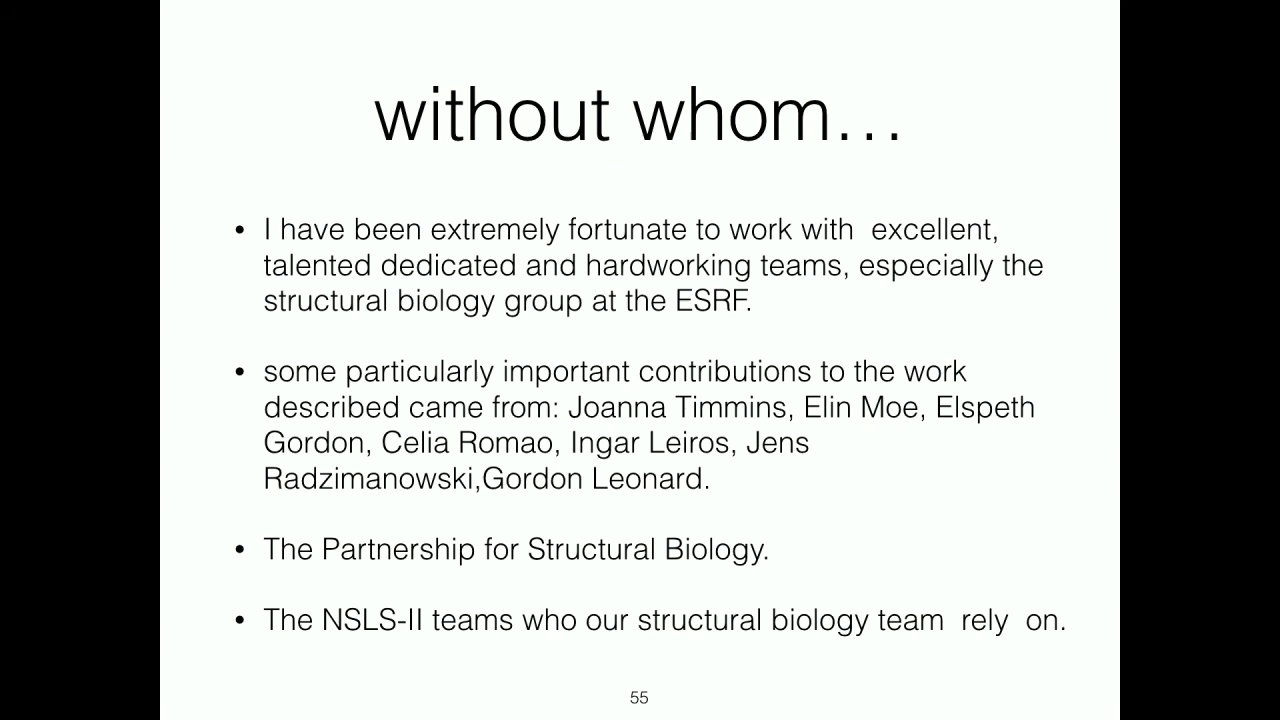 without whom…
• I have been extremely fortunate to work with  excellent,
talented dedicated and hardworking teams, especially the
structural biology group at the ESRF.
• some particularly important contributions to the work
described came from: Joanna Timmins, Elin Moe, Elspeth
Gordon, Celia Romao, Ingar Leiros, Jens
Radzimanowski,Gordon Leonard.
• The Partnership for Structural Biology.
• The NSLS-II teams who our structural biology team  rely  on.
55